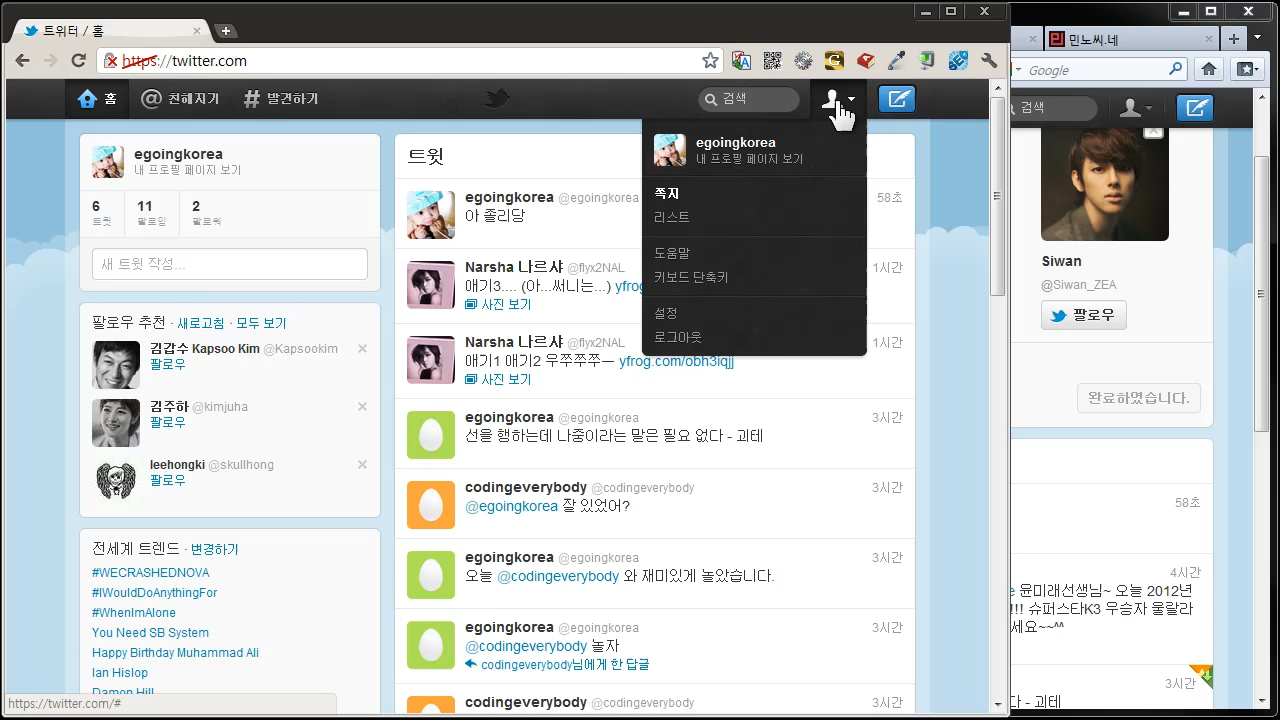 트위터 / 홈
https://twitter.com
홈
@ 친해지기
# 발견하기
검색
egoingkorea
내 프로필 페이지 보기
6
트윗
11
팔로잉
2
팔로워
새 트윗 작성...
팔로우 추천 · 새로고침 · 모두 보기
김갑수 Kapsoo Kim @Kapsookim
팔로우
김주하 @kimjuha
팔로우
leehongki @skullhong
팔로우
전세계 트렌드 · 변경하기
#WECRASHEDNOVA
#IWouldDoAnythingFor
#WhenImAlone
You Need SB System
Happy Birthday Muhammad Ali
Ian Hislop
Damon Hill
https://twitter.com/#
트윗
egoingkorea @egoingkorea
58초
아 졸리당
Narsha 나르샤 @flyx2NAL
1시간
애기3.... (아...써니는...) yfrog
사진 보기
Narsha 나르샤 @flyx2NAL
1시간
애기1 애기2 우쭈쭈쭈ㅡ yfrog.com/obh3lqjj
사진 보기
egoingkorea @egoingkorea
3시간
선을 행하는데 나중이라는 말은 필요 없다 - 괴테
codingeverybody @codingeverybody
3시간
@egoingkorea 잘 있었어?
egoingkorea @egoingkorea
3시간
오늘 @codingeverybody 와 재미있게 놀았습니다.
egoingkorea @egoingkorea
3시간
@codingeverybody 놀자
codingeverybody님에게 한 답글
codingeverybody @codingeverybody
3시간
egoingkorea
내 프로필 페이지 보기
쪽지
리스트
도움말
키보드 단축키
설정
로그아웃
민노씨.네
Google
검색
Siwan
@Siwan_ZEA
팔로우
완료하였습니다.
58초
4시간
e 윤미래선생님~ 오늘 2012년
!!! 슈퍼스타K3 우승자 울랄라
세요~~^^
3시간
다 - 괴테